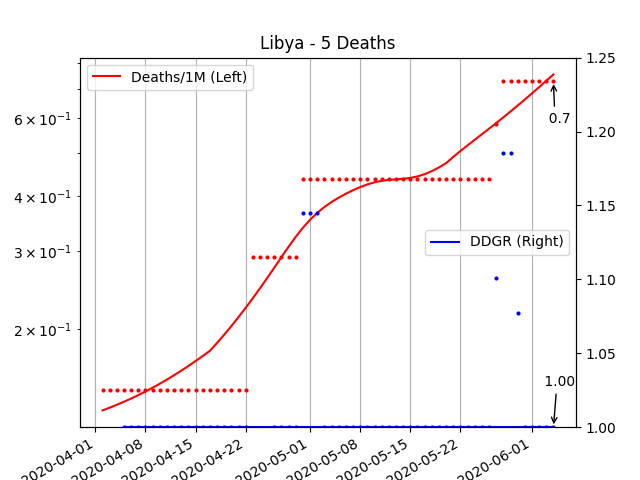 Libya - 5 Deaths
Deaths/1M (Left)
6 × 10⁻¹
4 × 10⁻¹
3 × 10⁻¹
2 × 10⁻¹
1.25
1.20
1.15
1.10
1.05
1.00
0.7
DDGR (Right)
1.00
2020-04-01
2020-04-08
2020-04-15
2020-04-22
2020-05-01
2020-05-08
2020-05-15
2020-05-22
2020-06-01